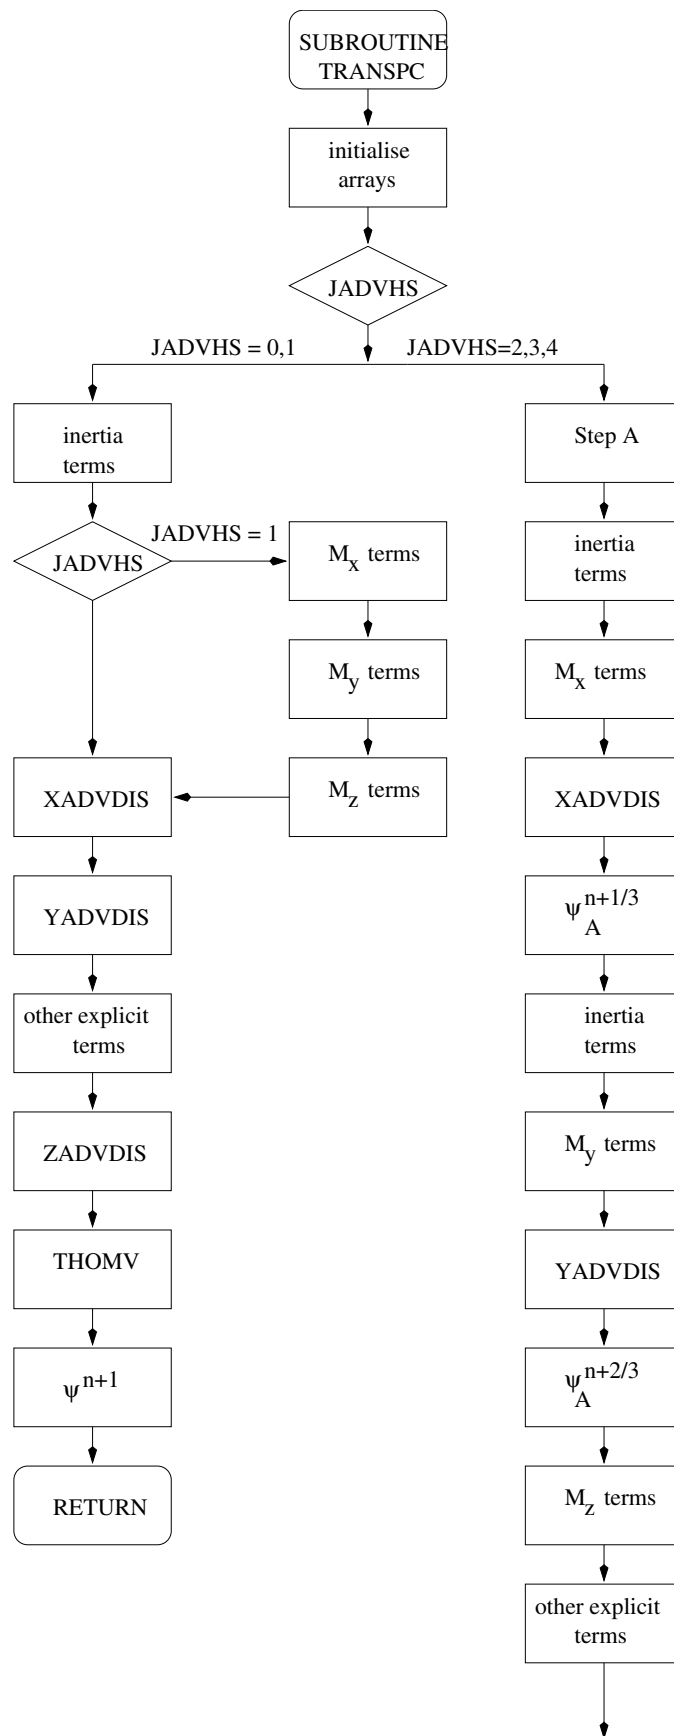 SUBROUTINE
TRANSPC
initialise
arrays
JADVHS
JADVHS = 0,1
JADVHS=2,3,4
inertia
terms
JADVHS
JADVHS = 1
M_x terms
M_y terms
M_z terms
XADVDIS
YADVDIS
other explicit
terms
ZADVDIS
THOMV
ψ^{n+1}
RETURN
Step A
inertia
terms
M_x terms
XADVDIS
ψ_A^{n+1/3}
inertia
terms
M_y terms
YADVDIS
ψ_A^{n+2/3}
M_z terms
other explicit
terms